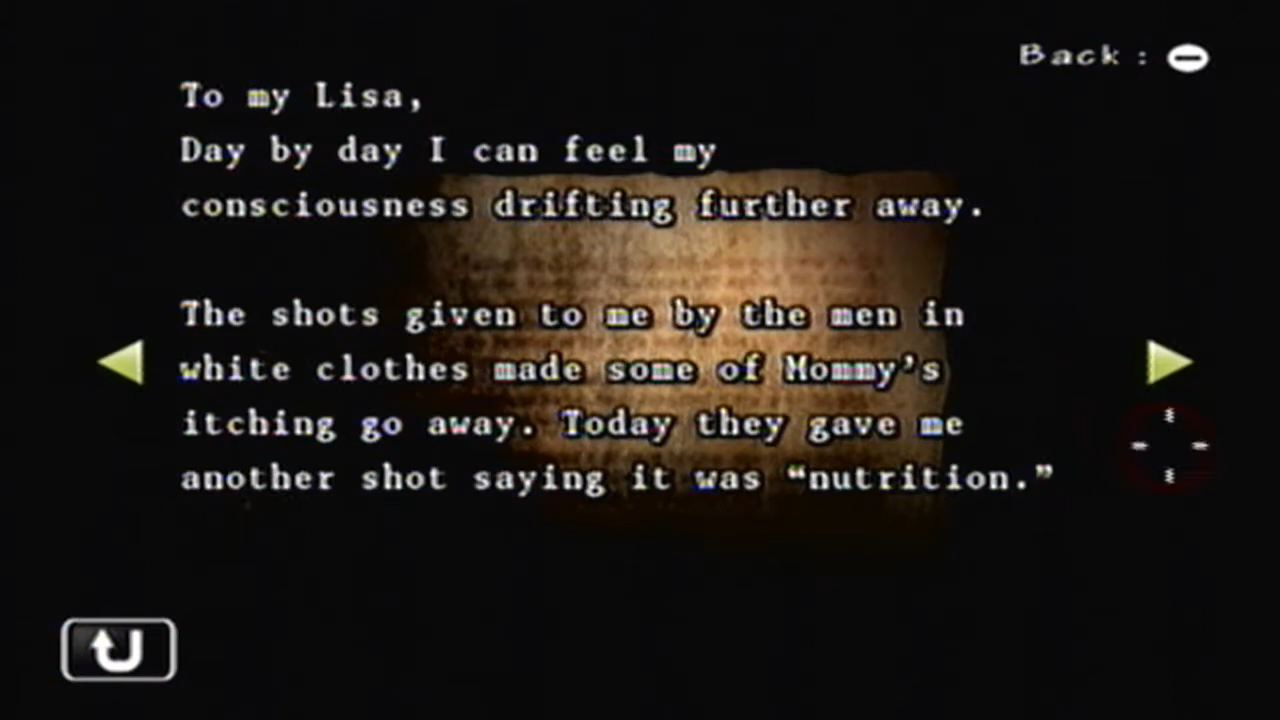 Back :
To my Lisa,
Day by day I can feel my
consciousness drifting further away.
The shots given to me by the men in
white clothes made some of Mommy's
itching go away. Today they gave me
another shot saying it was “nutrition.”